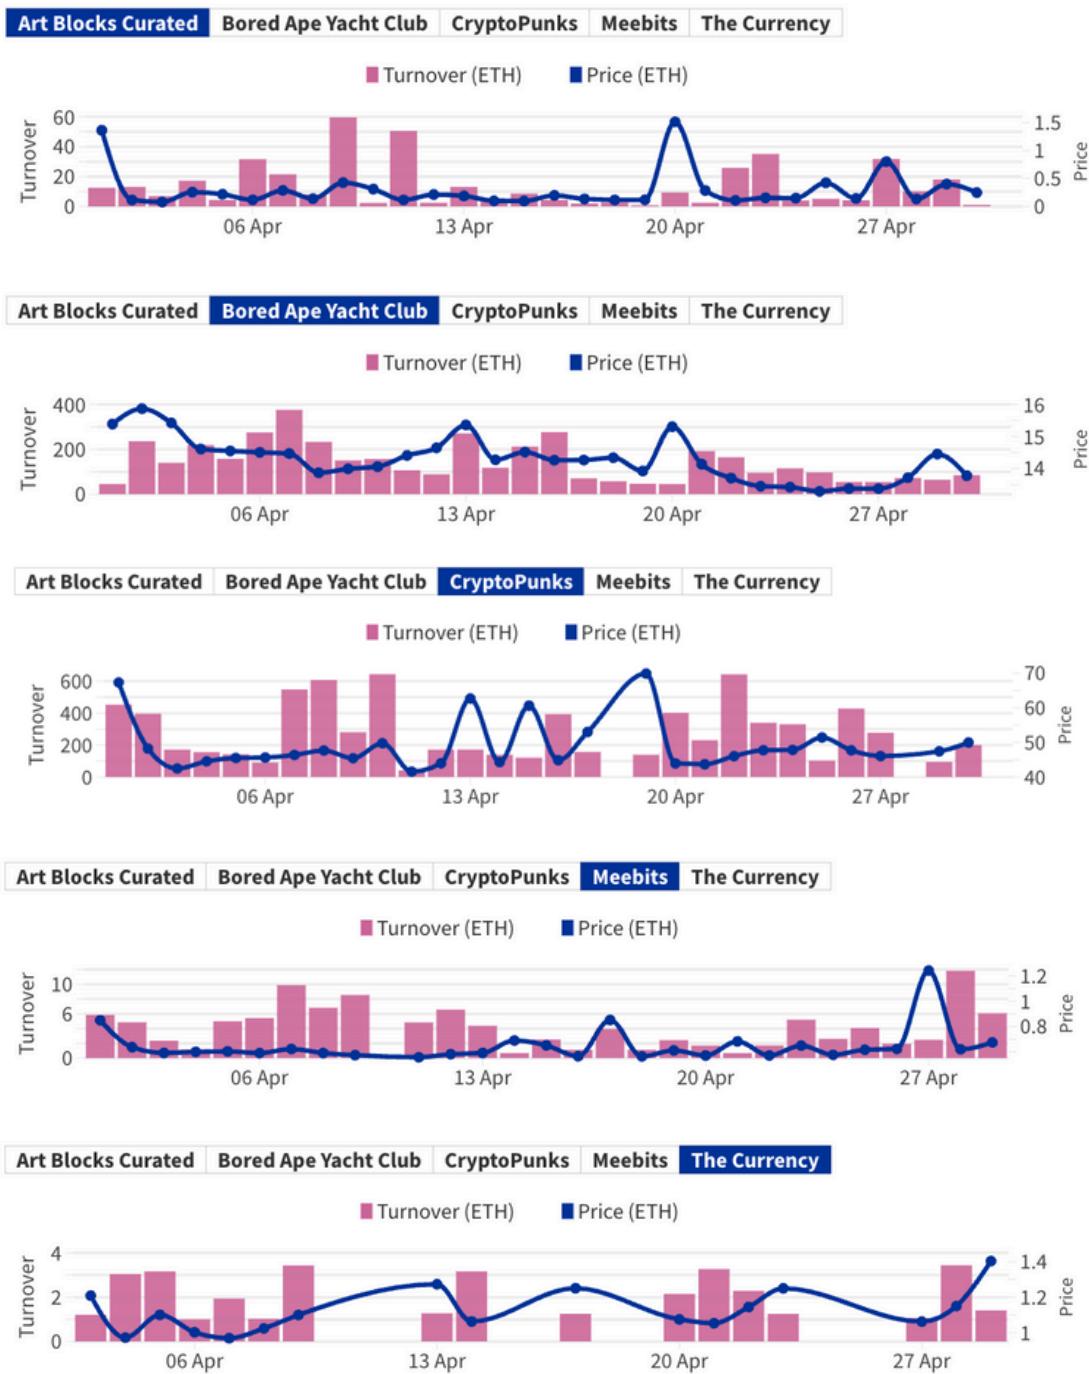 Art Blocks Curated Bored Ape Yacht Club CryptoPunks Meebits The Currency
Turnover (ETH) Price (ETH)
Turnover
60
40
20
0
1.5
1
0.5
0
Price
06 Apr 13 Apr 20 Apr 27 Apr
Art Blocks Curated Bored Ape Yacht Club CryptoPunks Meebits The Currency
Turnover (ETH) Price (ETH)
Turnover
400
200
0
16
15
14
Price
06 Apr 13 Apr 20 Apr 27 Apr
Art Blocks Curated Bored Ape Yacht Club CryptoPunks Meebits The Currency
Turnover (ETH) Price (ETH)
Turnover
600
400
200
0
70
60
50
40
Price
06 Apr 13 Apr 20 Apr 27 Apr
Art Blocks Curated Bored Ape Yacht Club CryptoPunks Meebits The Currency
Turnover (ETH) Price (ETH)
Turnover
10
6
0
1.2
1
0.8
Price
06 Apr 13 Apr 20 Apr 27 Apr
Art Blocks Curated Bored Ape Yacht Club CryptoPunks Meebits The Currency
Turnover (ETH) Price (ETH)
Turnover
4
2
0
1.4
1.2
1
Price
06 Apr 13 Apr 20 Apr 27 Apr